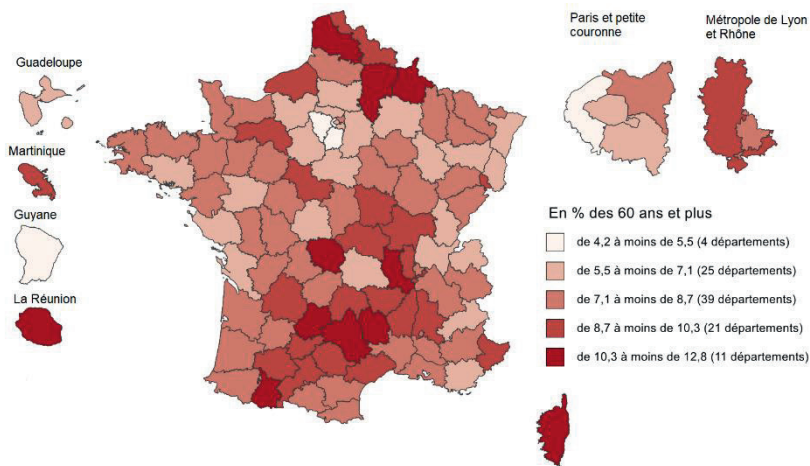 Guadeloupe
Martinique
Guyane
La Réunion
Paris et petite
couronne
Métropole de Lyon
et Rhône
En % des 60 ans et plus
de 4,2 à moins de 5,5 (4 départements)
de 5,5 à moins de 7,1 (25 départements)
de 7,1 à moins de 8,7 (39 départements)
de 8,7 à moins de 10,3 (21 départements)
de 10,3 à moins de 12,8 (11 départements)